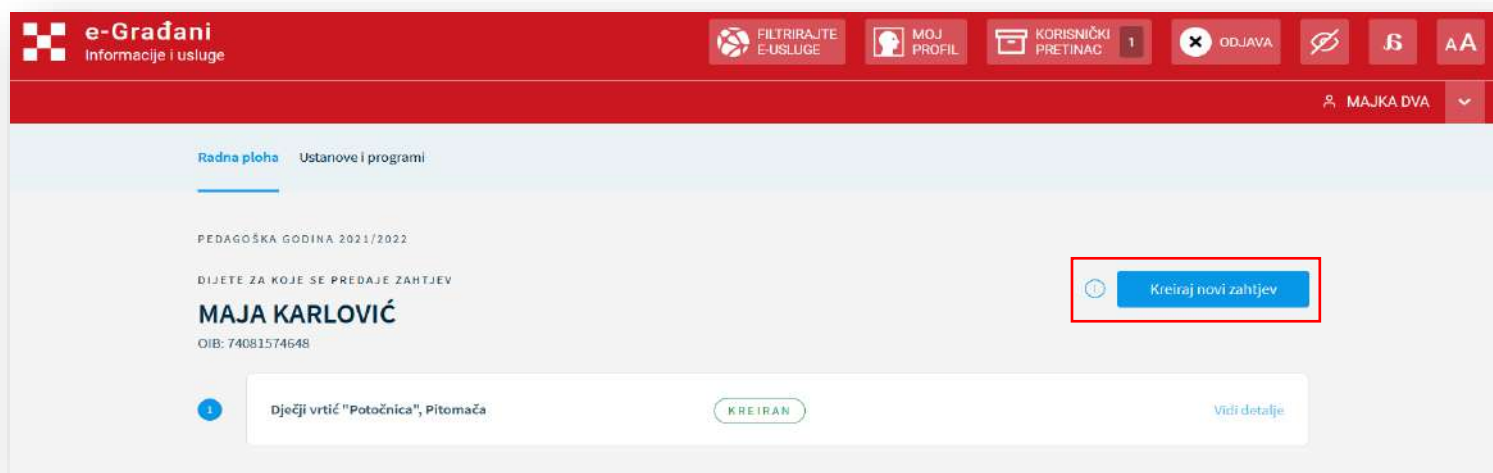 e-Građani
Informacije i usluge
FILTRIRAJTE
E-USLUGE
MOJ
PROFIL
KORISNIČKI
PRETINAC
1
ODJAVA
AA
MAJKA DVA
Radna ploha Ustanove i programi
PEDAGOŠKA GODINA 2021/2022
DIJETE ZA KOJE SE PREDAJE ZAHTJEV
MAJA KARLOVIĆ
OIB: 74081574648
Kreiraj novi zahtjev
1 Dječji vrtić "Potočnica", Pitomača KREIRAN Vidi detalje